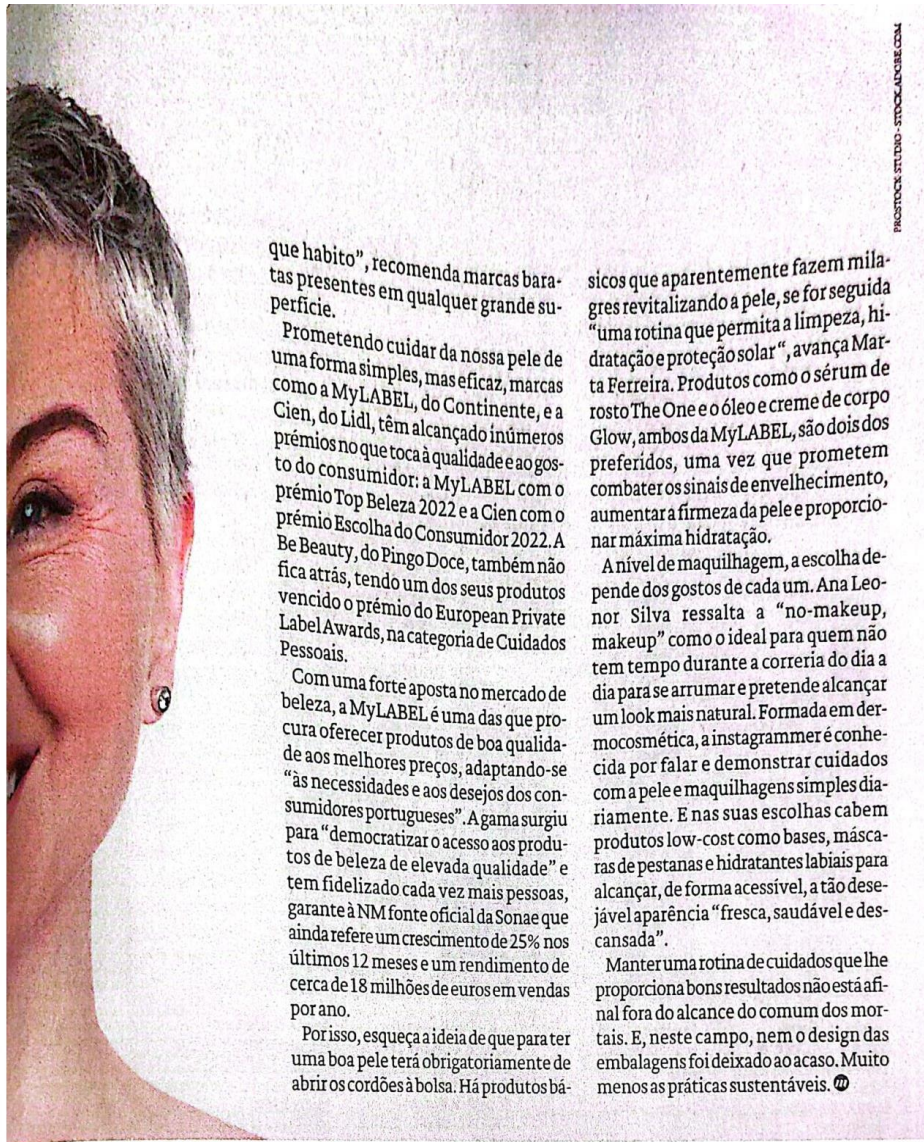 PROSTOCK-STUDIO - STOCK.ADOBE.COM
que habito”, recomenda marcas bara-
tas presentes em qualquer grande su-
perfície.
Prometendo cuidar da nossa pele de
uma forma simples, mas eficaz, marcas
como a MyLABEL, do Continente, e a
Cien, do Lidl, têm alcançado inúmeros
prémios no que toca à qualidade e ao gos-
to do consumidor: a MyLABEL com o
prémio Top Beleza 2022 e a Cien com o
prémio Escolha do Consumidor 2022. A
Be Beauty, do Pingo Doce, também não
fica atrás, tendo um dos seus produtos
vencido o prémio do European Private
Label Awards, na categoria de Cuidados
Pessoais.
Com uma forte aposta no mercado de
beleza, a MyLABEL é uma das que pro-
cura oferecer produtos de boa qualida-
de aos melhores preços, adaptando-se
“às necessidades e aos desejos dos con-
sumidores portugueses”. A gama surgiu
para “democratizar o acesso aos produ-
tos de beleza de elevada qualidade” e
tem fidelizado cada vez mais pessoas,
garante à NM fonte oficial da Sonae que
ainda refere um crescimento de 25% nos
últimos 12 meses e um rendimento de
cerca de 18 milhões de euros em vendas
por ano.
Por isso, esqueça a ideia de que para ter
uma boa pele terá obrigatoriamente de
abrir os cordões à bolsa. Há produtos bá-
sicos que aparentemente fazem mila-
gres revitalizando a pele, se for seguida
“uma rotina que permita a limpeza, hi-
dratação e proteção solar“, avança Mar-
ta Ferreira. Produtos como o sérum de
rosto The One e o óleo e creme de corpo
Glow, ambos da MyLABEL, são dois dos
preferidos, uma vez que prometem
combater os sinais de envelhecimento,
aumentar a firmeza da pele e proporcio-
nar máxima hidratação.
A nível de maquilhagem, a escolha de-
pende dos gostos de cada um. Ana Leo-
nor Silva ressalta a “no-makeup,
makeup” como o ideal para quem não
tem tempo durante a correria do dia a
dia para se arrumar e pretende alcançar
um look mais natural. Formada em der-
mocosmética, a instagrammer é conhe-
cida por falar e demonstrar cuidados
com a pele e maquilhagens simples dia-
riamente. E nas suas escolhas cabem
produtos low-cost como bases, másca-
ras de pestanas e hidratantes labiais para
alcançar, de forma acessível, a tão dese-
jável aparência “fresca, saudável e des-
cansada”.
Manter uma rotina de cuidados que lhe
proporciona bons resultados não está afi-
nal fora do alcance do comum dos mor-
tais. E, neste campo, nem o design das
embalagens foi deixado ao acaso. Muito
menos as práticas sustentáveis. m